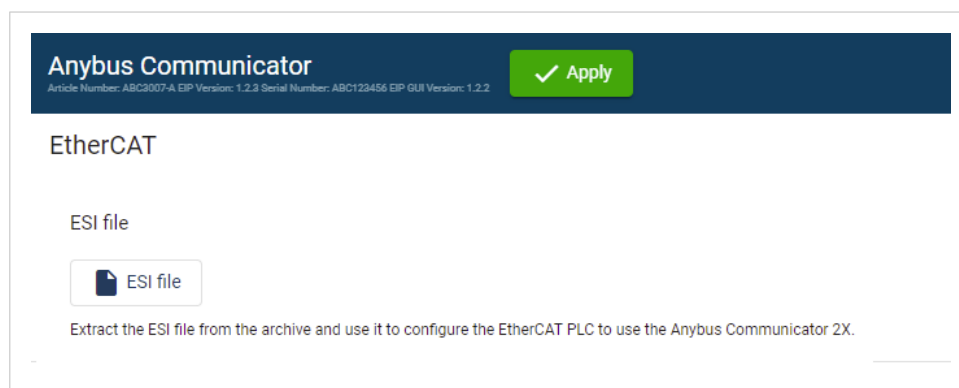 Anybus Communicator
Article Number: ABC3007-A EIP Version: 1.2.3 Serial Number: ABC123456 EIP GUI Version: 1.2.2
Apply
EtherCAT
ESI file
ESI file
Extract the ESI file from the archive and use it to configure the EtherCAT PLC to use the Anybus Communicator 2X.